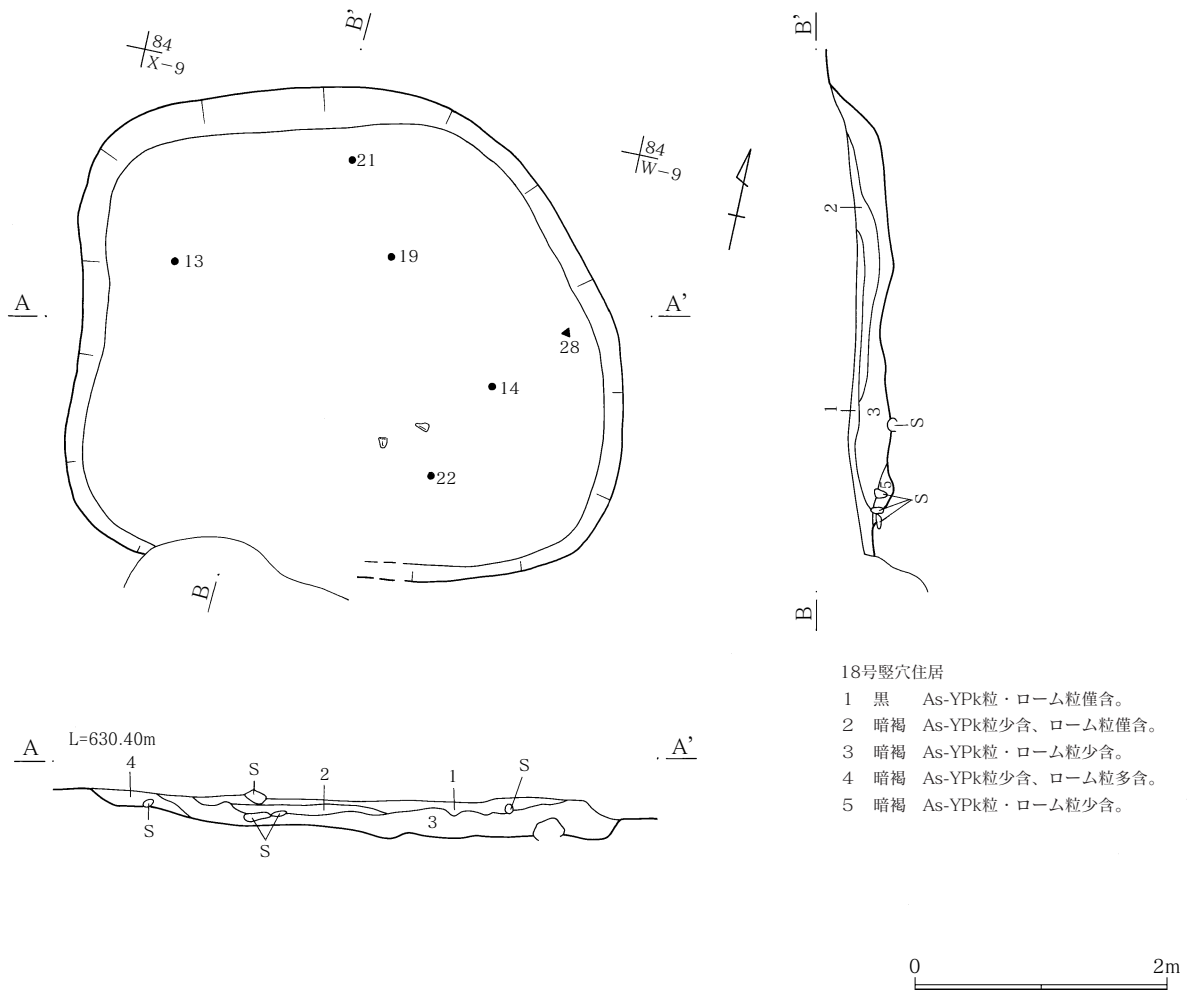 84
X-9
B'
84
W-9
21
13
19
28
14
22
A
A'
B
B'
2
1
3
S
5
S
B
A
L=630.40m
A'
4
S
2
1
S
3
S
S
18号竪穴住居
1 黒 As-YPk粒・ローム粒僅含。
2 暗褐 As-YPk粒少含、ローム粒僅含。
3 暗褐 As-YPk粒・ローム粒少含。
4 暗褐 As-YPk粒少含、ローム粒多含。
5 暗褐 As-YPk粒・ローム粒少含。
0 2m